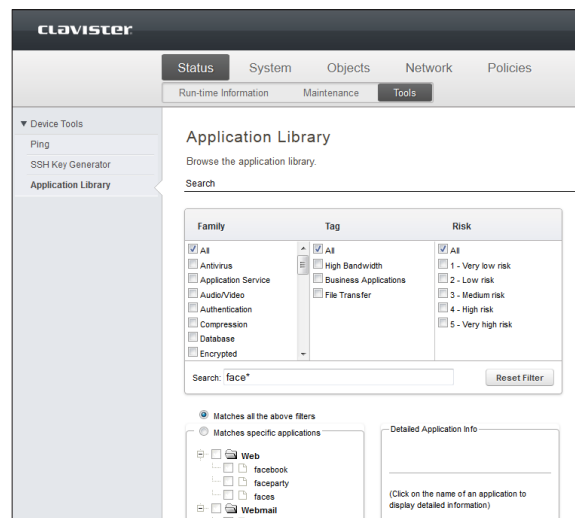 CLavister
Status System Objects Network Policies
Run-time Information Maintenance Tools
Device Tools
Ping
SSH Key Generator
Application Library
Application Library
Browse the application library.
Search
Family Tag Risk
All All All
Antivirus High Bandwidth 1 - Very low risk
Application Service Business Applications 2 - Low risk
Audio/Video File Transfer 3 - Medium risk
Authentication 4 - High risk
Compression 5 - Very high risk
Database
Encrypted
Search: face* Reset Filter
Matches all the above filters
Matches specific applications Detailed Application Info
Web
facebook
faceparty
faces (Click on the name of an application to
Webmail display detailed information)